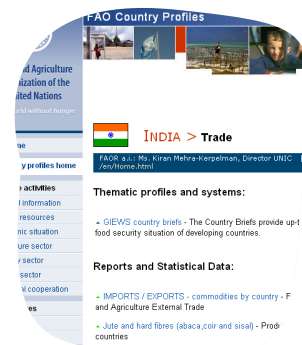 FAO Country Profiles
d Agriculture
ization of the
ited Nations
world without hunger
INDIA > Trade
FAOR a.i.: Ms. Kiran Mehra-Kerpelman, Director UNIC
/en/Home.html
me
y profiles home
e activities
l information
resources
mic situation
ure sector
y sector
sector
al cooperation
es
Thematic profiles and systems:
GIEWS country briefs - The Country Briefs provide up-t
food security situation of developing countries.
Reports and Statistical Data:
IMPORTS / EXPORTS - commodities by country - F
and Agriculture External Trade
Jute and hard fibres (abaca,coir and sisal) - Produ
countries